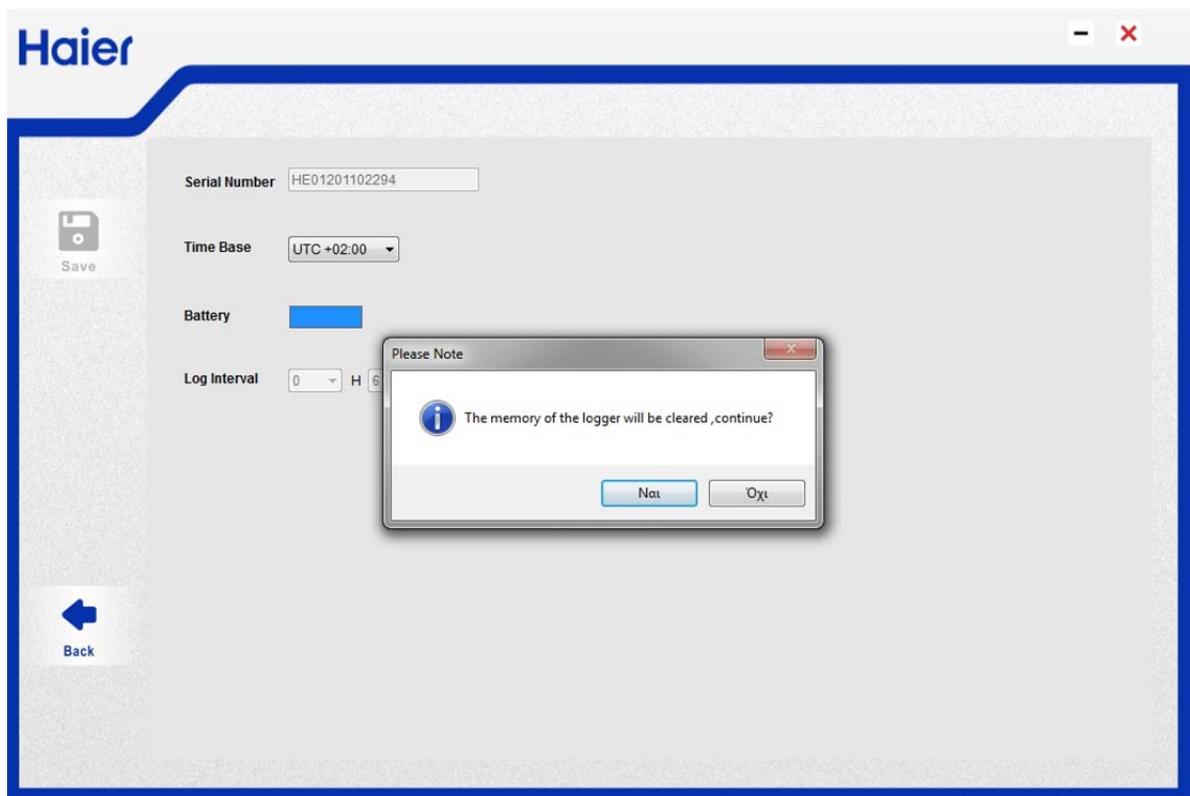 Haier
Serial Number HE01201102294
Save
Time Base UTC +02:00
Battery
Please Note
Log Interval 0 H 6
The memory of the logger will be cleared ,continue?
Ναι Όχι
Back